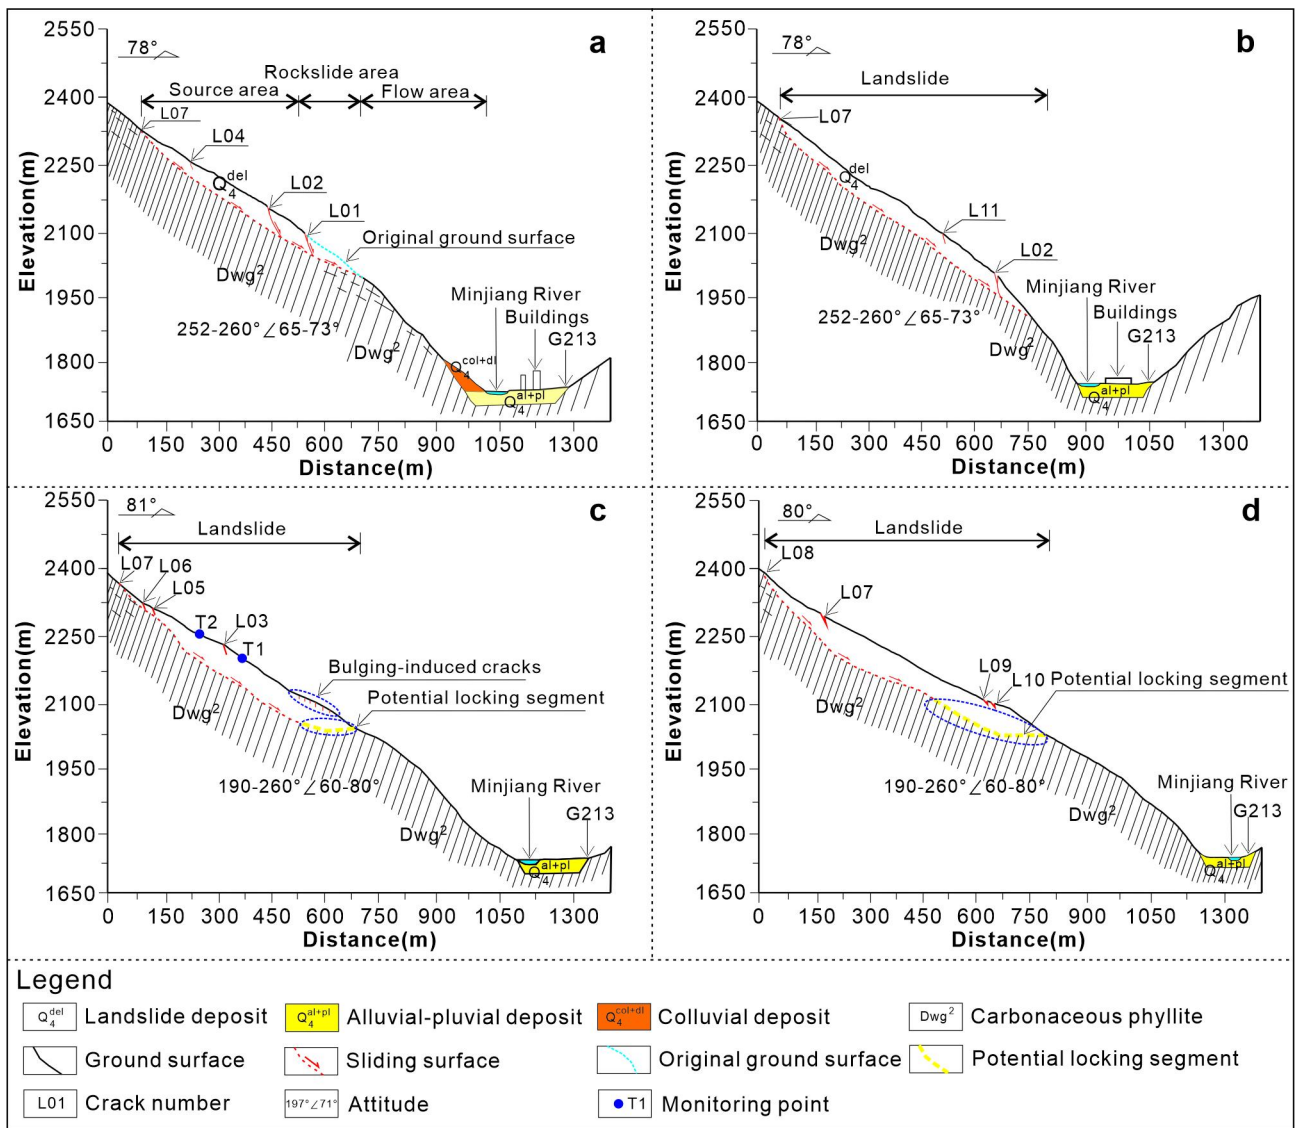 a
78°
Rockslide area
Source area
Flow area
L07
L04
Q4del
L02
L01
Original ground surface
Dwg2
Minjiang River
Buildings
G213
252-260°∠65-73°
Dwg2
Q4col+dl
Q4al+pl
2550
2400
2250
2100
1950
1800
1650
Elevation(m)
0 150 300 450 600 750 900 1050 1300
Distance(m)
b
78°
Landslide
L07
Q4del
L11
L02
Dwg2
Minjiang River
Buildings
G213
252-260°∠65-73°
Dwg2
Q4al+pl
2550
2400
2250
2100
1950
1800
1650
Elevation(m)
0 150 300 450 600 750 900 1050 1300
Distance(m)
c
81°
Landslide
L07 L06
L05
T2
L03
T1
Bulging-induced cracks
Potential locking segment
Dwg2
190-260°∠60-80°
Minjiang River
G213
Dwg2
Q4al+pl
2550
2400
2250
2100
1950
1800
1650
Elevation(m)
0 150 300 450 600 750 900 1050 1300
Distance(m)
d
80°
Landslide
L08
L07
L09
L10 Potential locking segment
Dwg2
190-260°∠60-80°
Minjiang River
G213
Dwg2
Q4al+pl
2550
2400
2250
2100
1950
1800
1650
Elevation(m)
0 150 300 450 600 750 900 1050 1300
Distance(m)
Legend
Q4del Landslide deposit
Q4al+pl Alluvial-pluvial deposit
Q4col+dl Colluvial deposit
Dwg2 Carbonaceous phyllite
Ground surface
Sliding surface
Original ground surface
Potential locking segment
L01 Crack number
197°∠71° Attitude
T1 Monitoring point